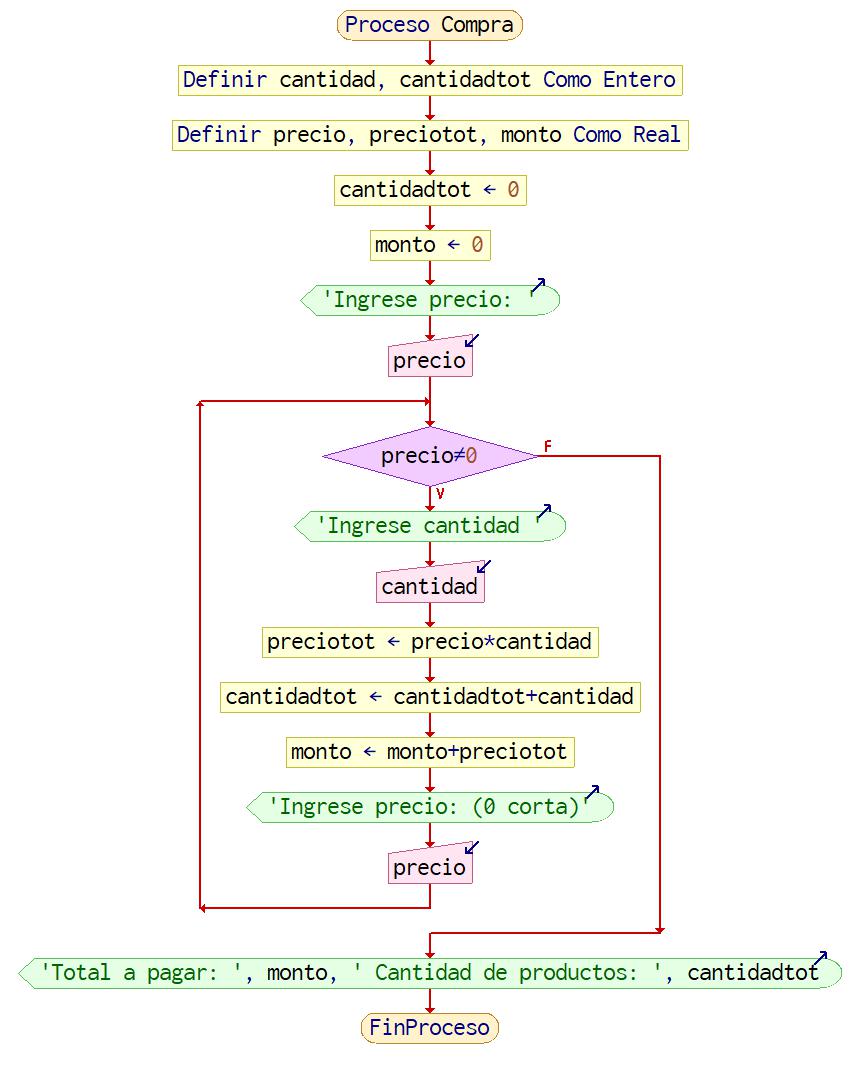 Proceso Compra
Definir cantidad, cantidadtot Como Entero
Definir precio, preciotot, monto Como Real
cantidadtot ← 0
monto ← 0
'Ingrese precio: '
precio
precio≠0
F
V
'Ingrese cantidad '
cantidad
preciotot ← precio*cantidad
cantidadtot ← cantidadtot+cantidad
monto ← monto+preciotot
'Ingrese precio: (0 corta)'
precio
'Total a pagar: ', monto, ' Cantidad de productos: ', cantidadtot
FinProceso